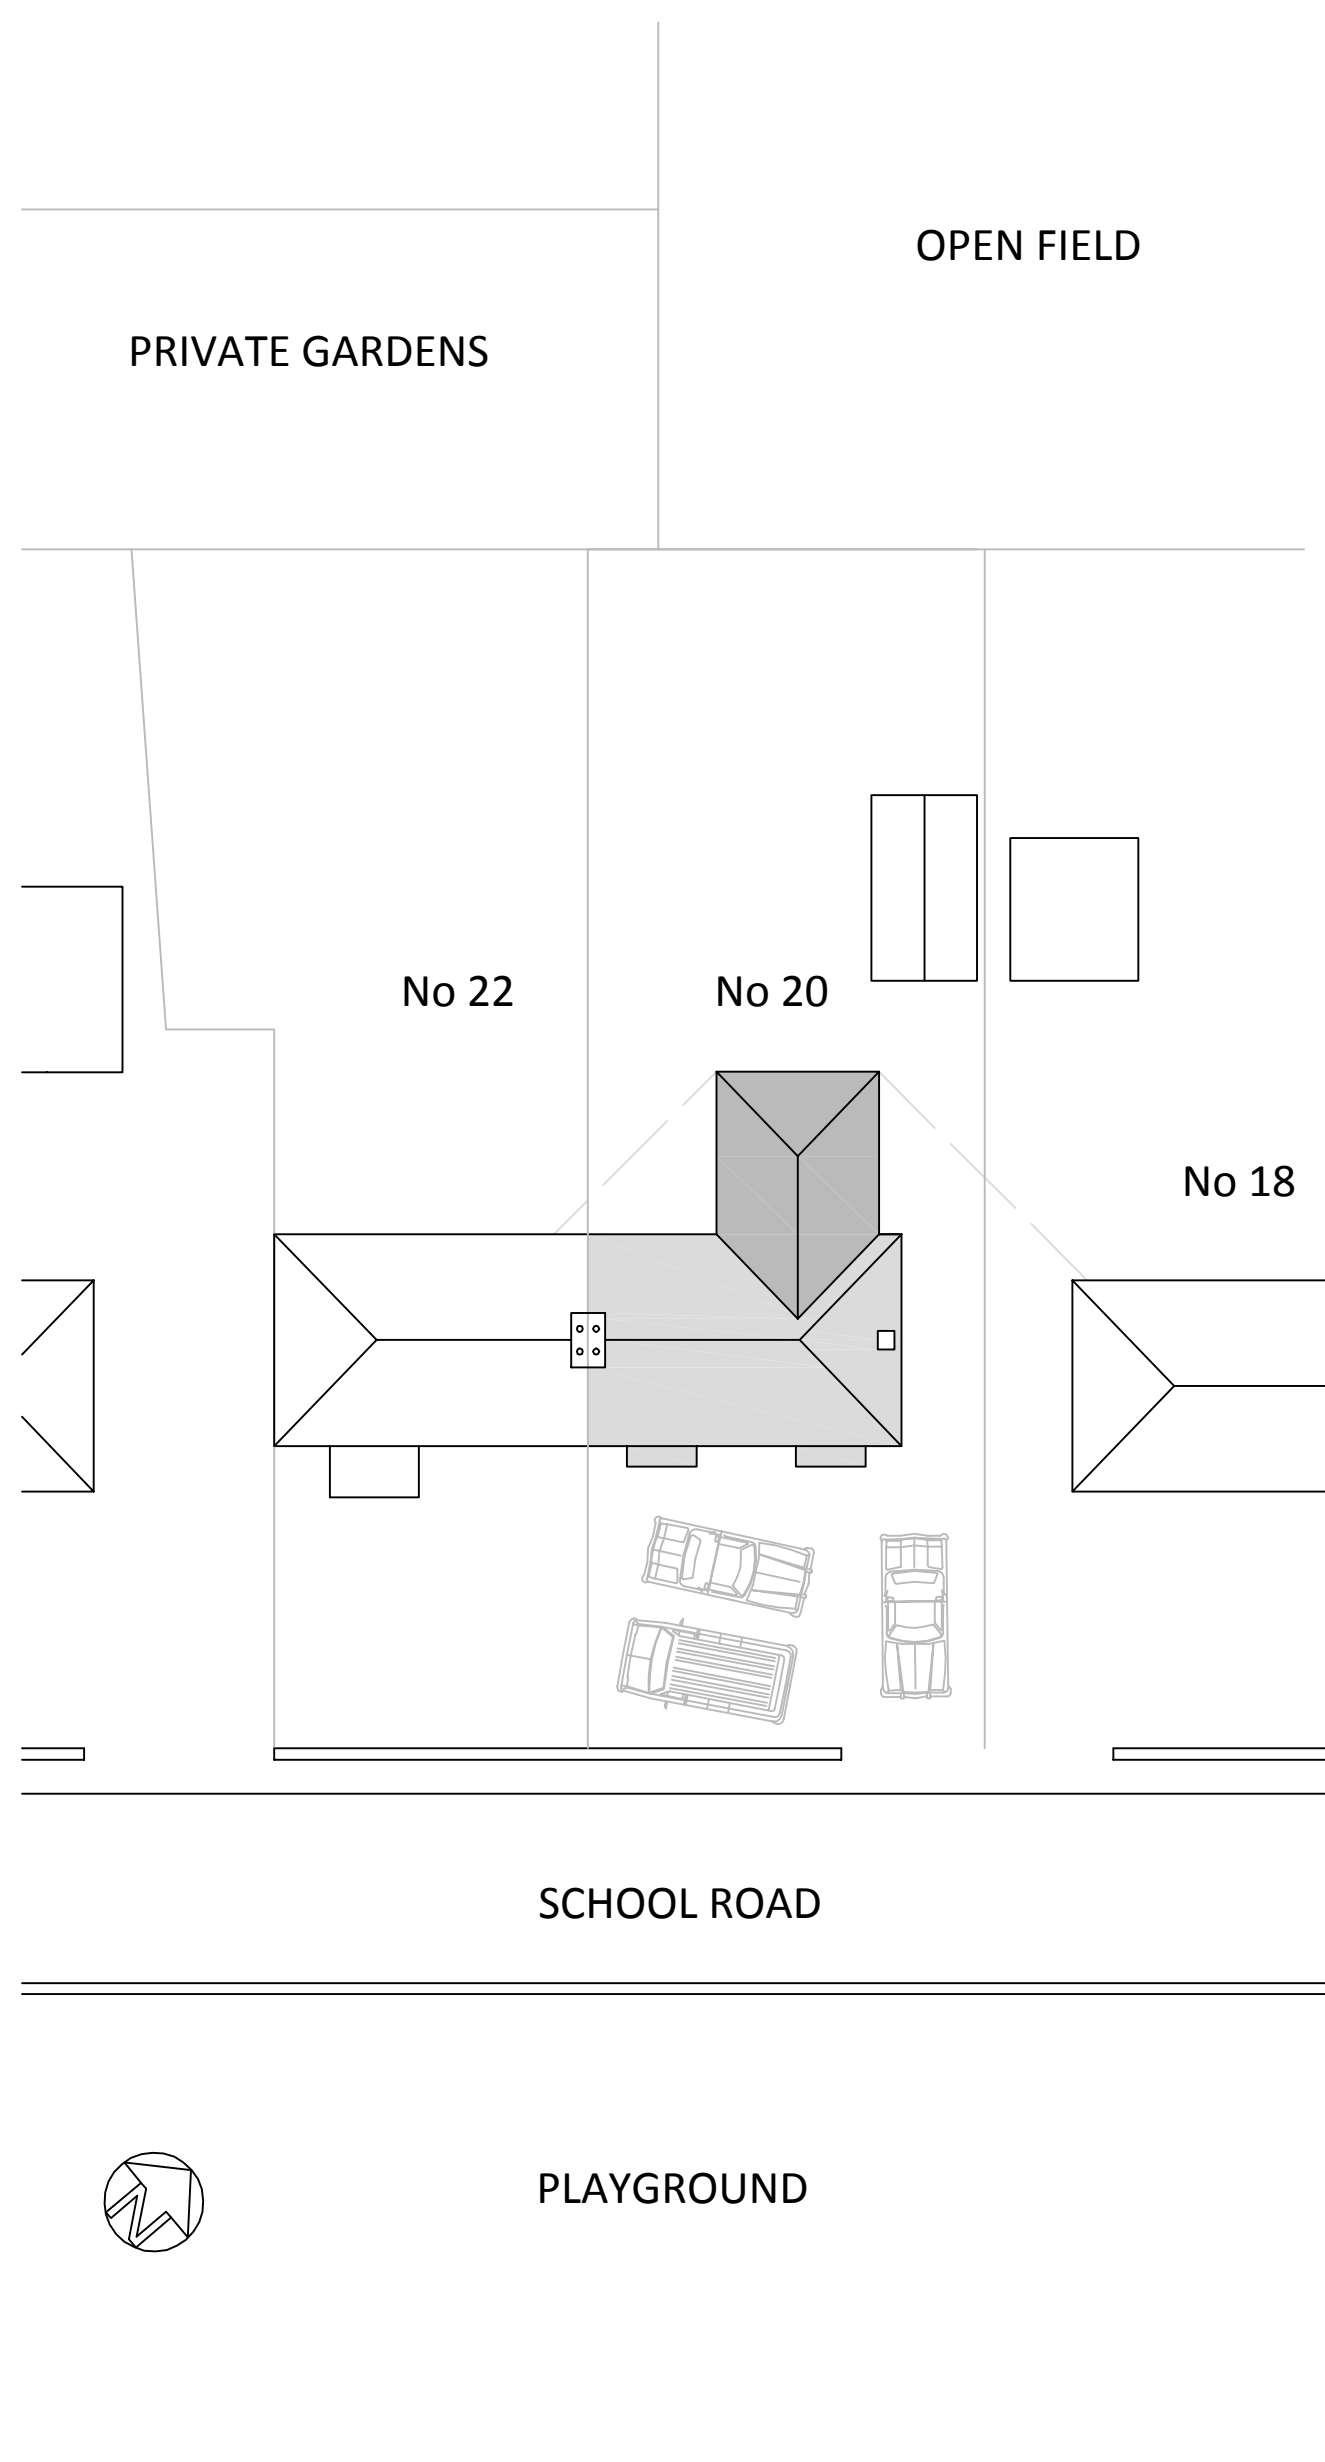 OPEN FIELD
PRIVATE GARDENS
No 22
No 20
No 18
SCHOOL ROAD
PLAYGROUND
N